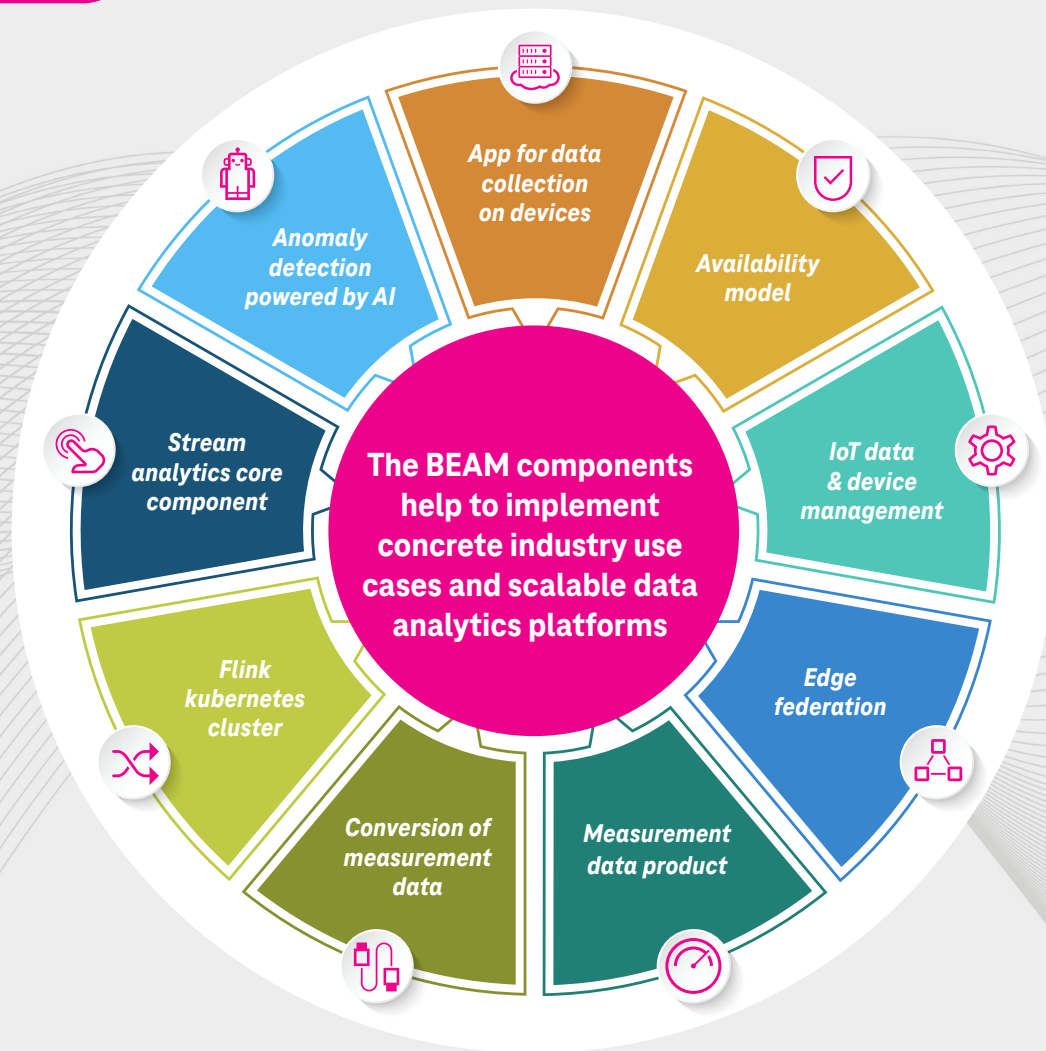 App for data
collection
on devices
Availability
model
IoT data
& device
management
Edge
federation
Measurement
data product
Conversion of
measurement
data
Flink
kubernetes
cluster
Stream
analytics core
component
Anomaly
detection
powered by AI
The BEAM components
help to implement
concrete industry use
cases and scalable data
analytics platforms